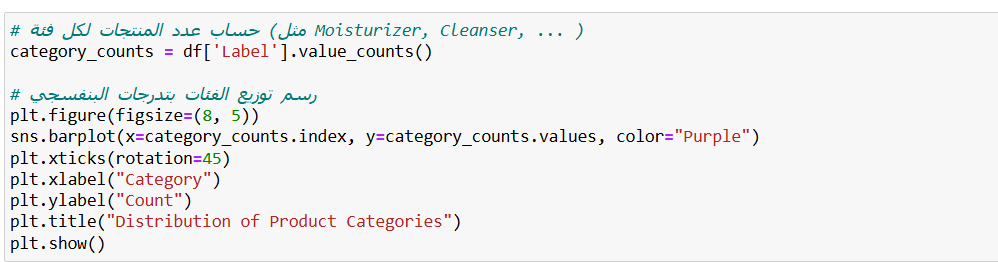 # حساب عدد المنتجات لكل فئة (مثل Moisturizer, Cleanser, ... )
category_counts = df['Label'].value_counts()
# رسم توزيع الفئات بتدرجات البنفسجي
plt.figure(figsize=(8, 5))
sns.barplot(x=category_counts.index, y=category_counts.values, color="Purple")
plt.xticks(rotation=45)
plt.xlabel("Category")
plt.ylabel("Count")
plt.title("Distribution of Product Categories")
plt.show()